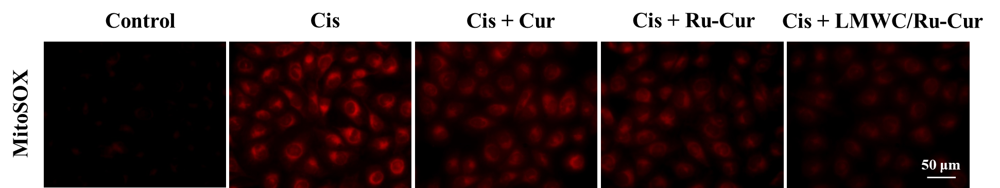 Control
Cis
Cis + Cur
Cis + Ru-Cur
Cis + LMWC/Ru-Cur
MitoSOX
50 μm